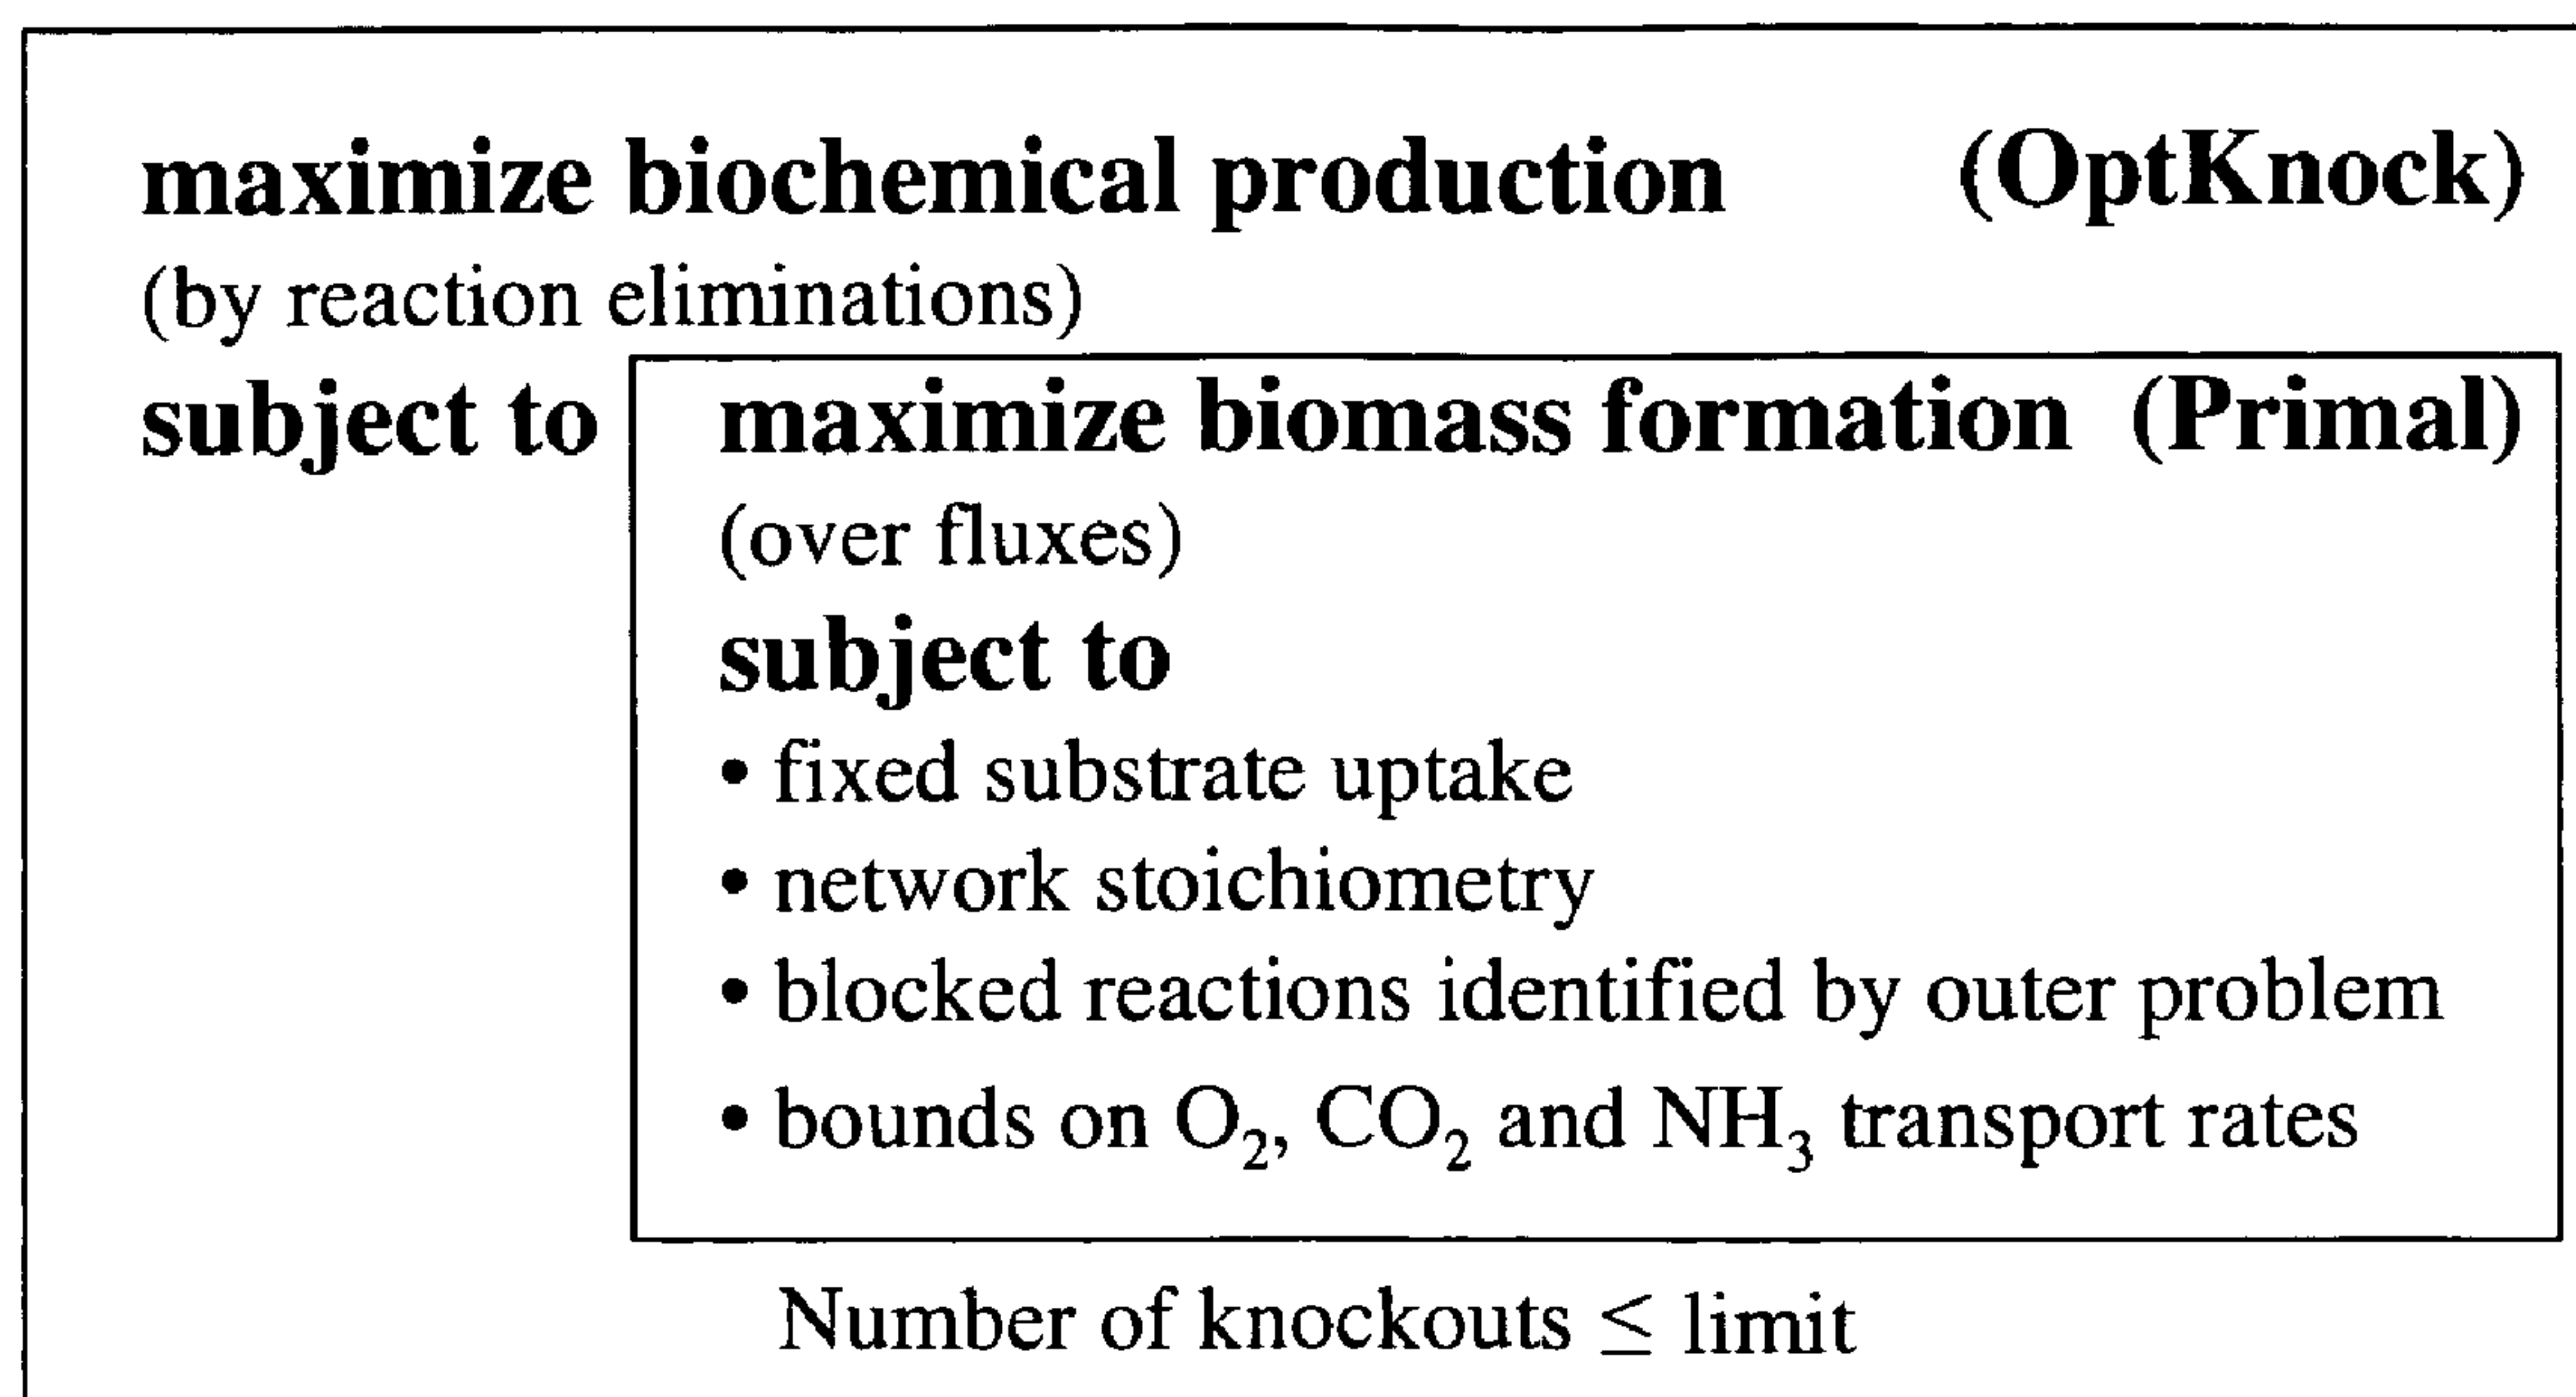 maximize biochemical production (OptKnock)
(by reaction eliminations)
subject to maximize biomass formation (Primal)
(over fluxes)
subject to
• fixed substrate uptake
• network stoichiometry
• blocked reactions identified by outer problem
• bounds on O₂, CO₂ and NH₃ transport rates
Number of knockouts ≤ limit